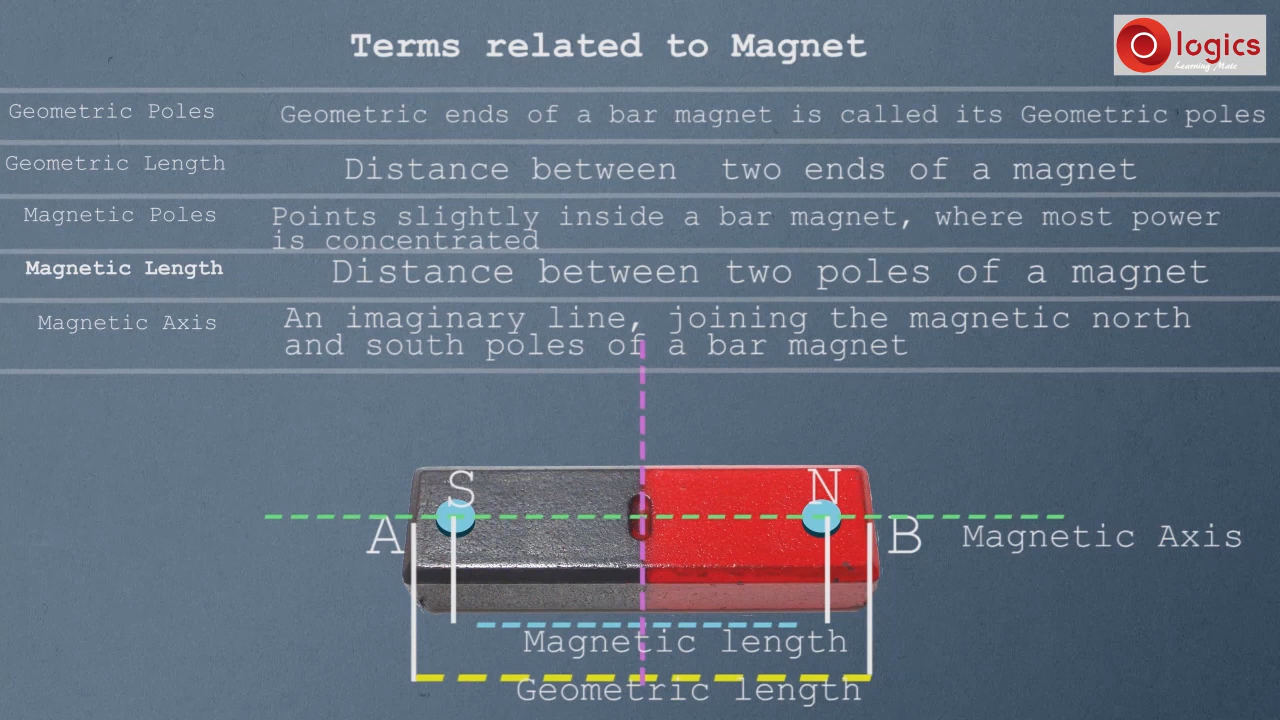 Terms related to Magnet
logics
Learning Mate
Geometric Poles
Geometric ends of a bar magnet is called its Geometric poles
Geometric Length
Distance between two ends of a magnet
Magnetic Poles
Points slightly inside a bar magnet, where most power
is concentrated
Magnetic Length
Distance between two poles of a magnet
Magnetic Axis
An imaginary line, joining the magnetic north
and south poles of a bar magnet
S
N
A
B
Magnetic Axis
Magnetic length
Geometric length